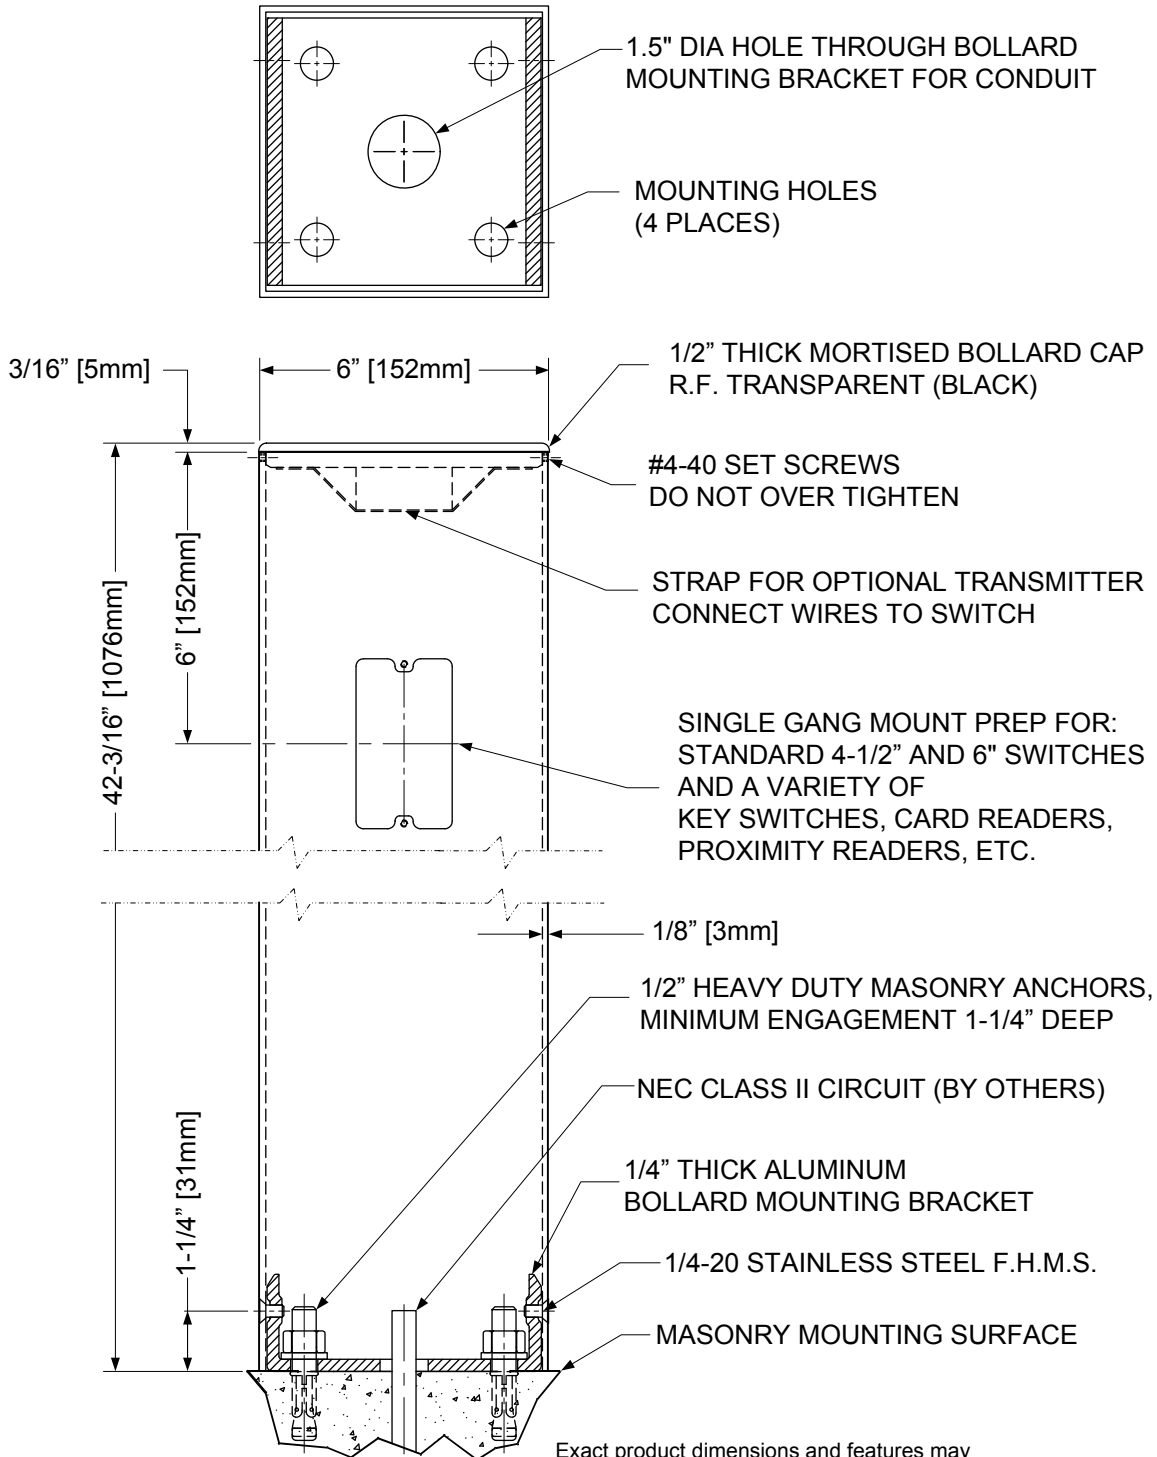 1.5" DIA HOLE THROUGH BOLLARD
MOUNTING BRACKET FOR CONDUIT
MOUNTING HOLES
(4 PLACES)
3/16” [5mm]
6” [152mm]
1/2” THICK MORTISED BOLLARD CAP
R.F. TRANSPARENT (BLACK)
#4-40 SET SCREWS
DO NOT OVER TIGHTEN
STRAP FOR OPTIONAL TRANSMITTER
CONNECT WIRES TO SWITCH
6” [152mm]
42-3/16” [1076mm]
SINGLE GANG MOUNT PREP FOR:
STANDARD 4-1/2” AND 6" SWITCHES
AND A VARIETY OF
KEY SWITCHES, CARD READERS,
PROXIMITY READERS, ETC.
1/8” [3mm]
1/2” HEAVY DUTY MASONRY ANCHORS,
MINIMUM ENGAGEMENT 1-1/4” DEEP
NEC CLASS II CIRCUIT (BY OTHERS)
1-1/4” [31mm]
1/4” THICK ALUMINUM
BOLLARD MOUNTING BRACKET
1/4-20 STAINLESS STEEL F.H.M.S.
MASONRY MOUNTING SURFACE
Exact product dimensions and features may